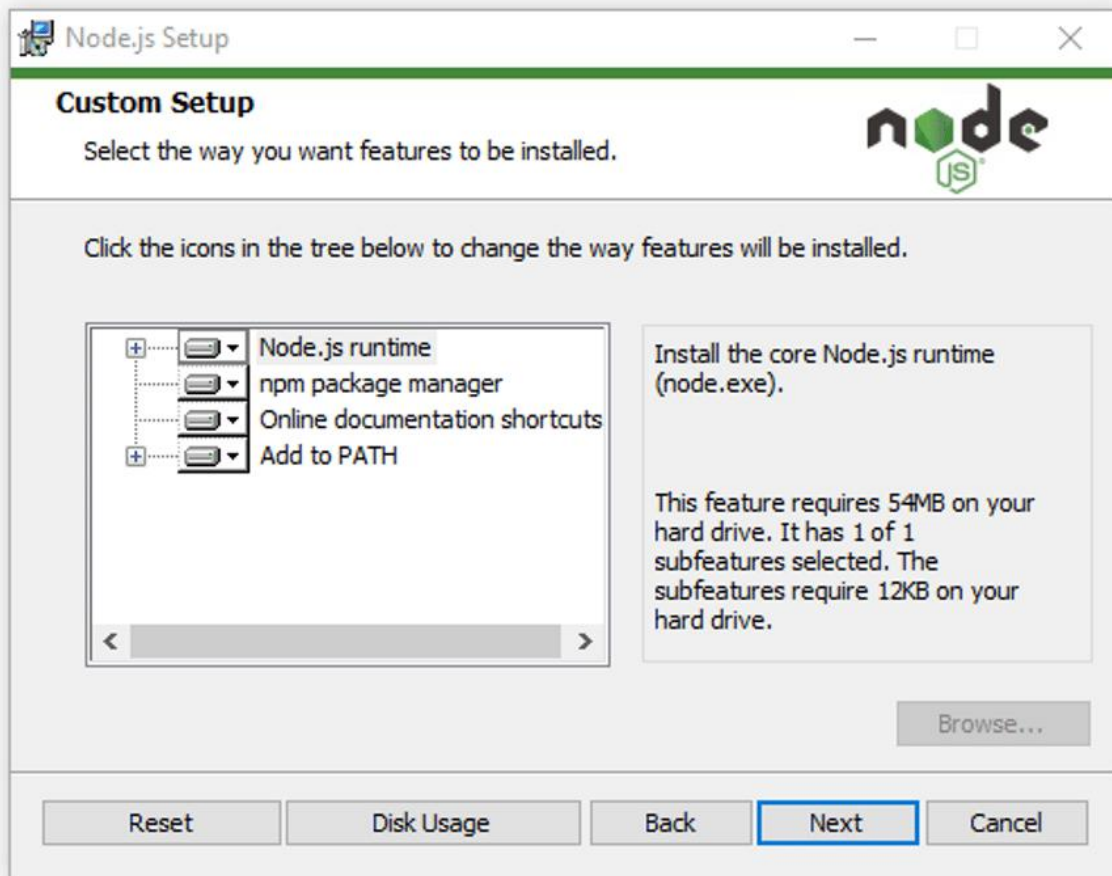 Node.js Setup
Custom Setup
Select the way you want features to be installed.
node
JS
Click the icons in the tree below to change the way features will be installed.
Node.js runtime
npm package manager
Online documentation shortcuts
Add to PATH
Install the core Node.js runtime
(node.exe).
This feature requires 54MB on your
hard drive. It has 1 of 1
subfeatures selected. The
subfeatures require 12KB on your
hard drive.
Browse...
Reset
Disk Usage
Back
Next
Cancel